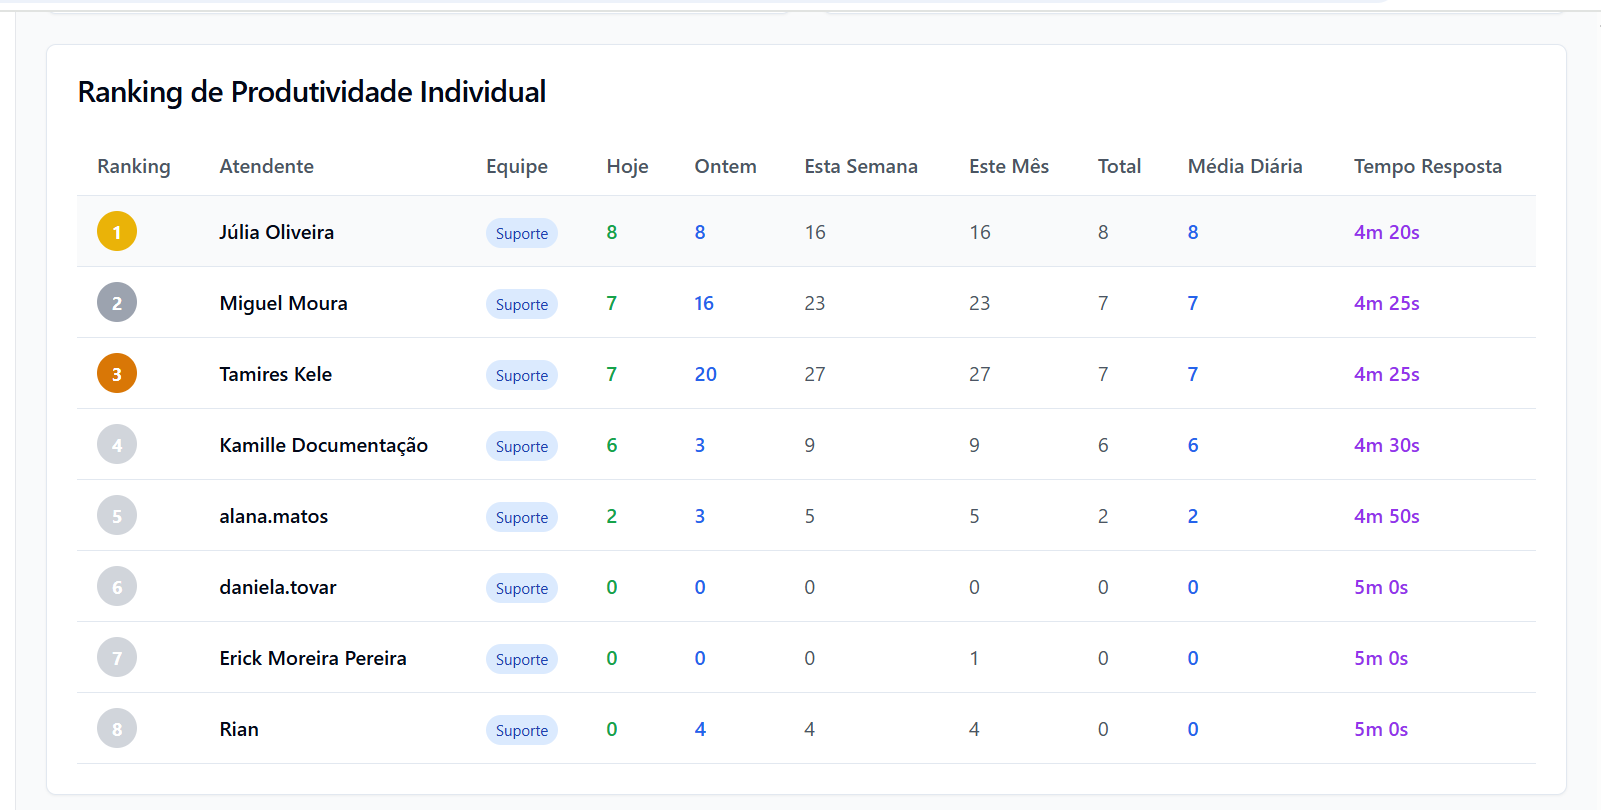 Ranking de Produtividade Individual
Ranking Atendente Equipe Hoje Ontem Esta Semana Este Mês Total Média Diária Tempo Resposta
1 Júlia Oliveira Suporte 8 8 16 16 8 8 4m 20s
2 Miguel Moura Suporte 7 16 23 23 7 7 4m 25s
3 Tamires Kele Suporte 7 20 27 27 7 7 4m 25s
4 Kamille Documentação Suporte 6 3 9 9 6 6 4m 30s
5 alana.matos Suporte 2 3 5 5 2 2 4m 50s
6 daniela.tovar Suporte 0 0 0 0 0 0 5m 0s
7 Erick Moreira Pereira Suporte 0 0 0 1 0 0 5m 0s
8 Rian Suporte 0 4 4 4 0 0 5m 0s